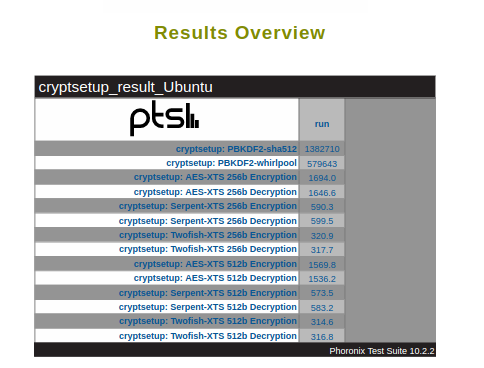 Results Overview
cryptsetup_result_Ubuntu
pts
run
cryptsetup: PBKDF2-sha512 1382710
cryptsetup: PBKDF2-whirlpool 579643
cryptsetup: AES-XTS 256b Encryption 1694.0
cryptsetup: AES-XTS 256b Decryption 1646.6
cryptsetup: Serpent-XTS 256b Encryption 590.3
cryptsetup: Serpent-XTS 256b Decryption 599.5
cryptsetup: Twofish-XTS 256b Encryption 320.9
cryptsetup: Twofish-XTS 256b Decryption 317.7
cryptsetup: AES-XTS 512b Encryption 1569.8
cryptsetup: AES-XTS 512b Decryption 1536.2
cryptsetup: Serpent-XTS 512b Encryption 573.5
cryptsetup: Serpent-XTS 512b Decryption 583.2
cryptsetup: Twofish-XTS 512b Encryption 314.6
cryptsetup: Twofish-XTS 512b Decryption 316.8
Phoronix Test Suite 10.2.2